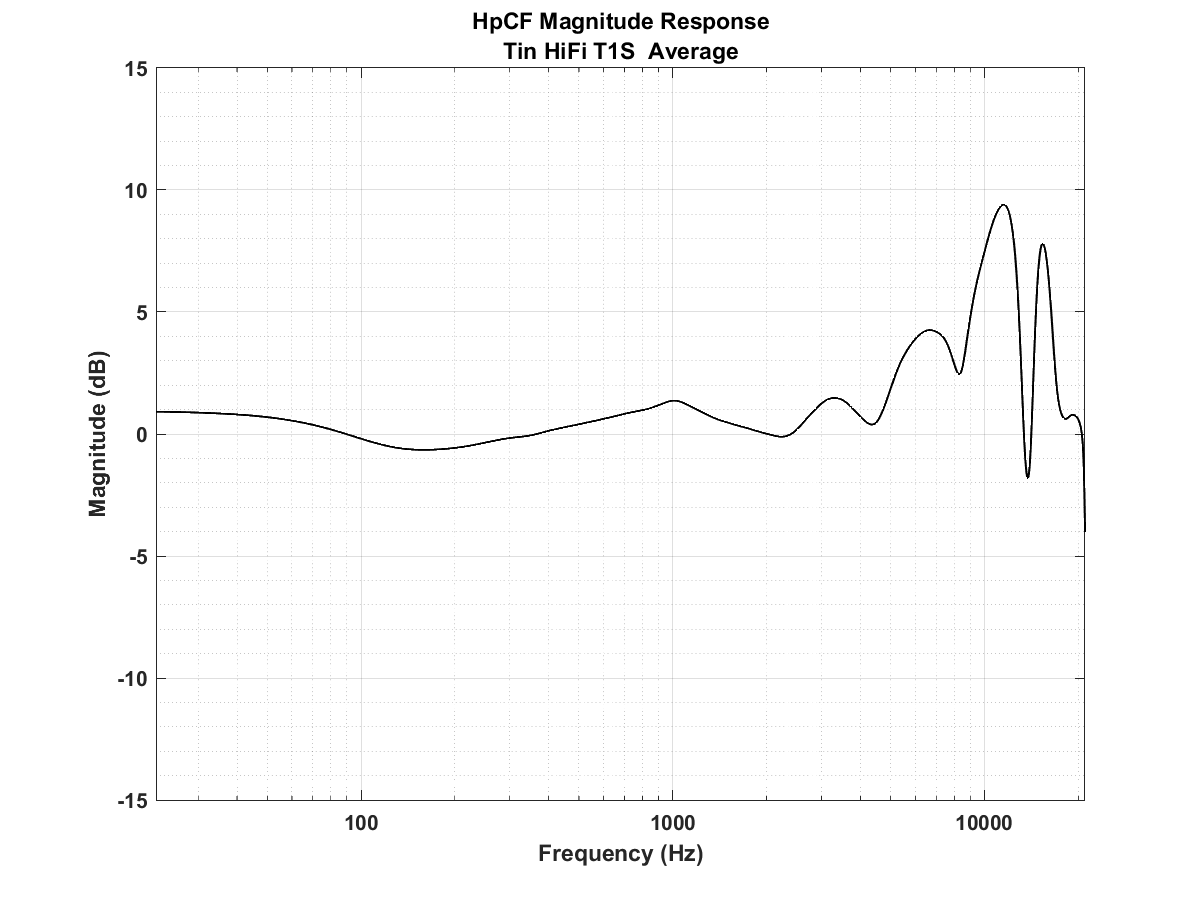 HpCF Magnitude Response
Tin HiFi T1S  Average
15
10
5
0
-5
-10
-15
Magnitude (dB)
100
1000
10000
Frequency (Hz)